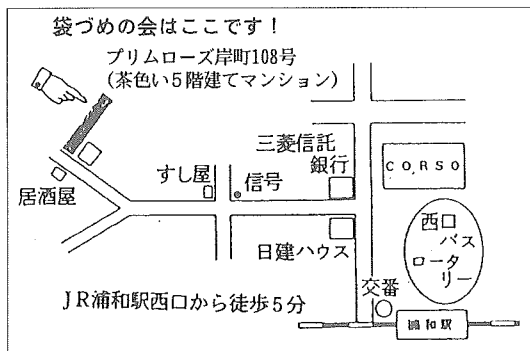 袋づめの会はここです！
プリムローズ岸町108号
（茶色い５階建てマンション）
三菱信託
銀行
CORSO
すし屋
信号
居酒屋
西口
バス
ロータ
リー
日建ハウス
交番
ＪＲ浦和駅西口から徒歩５分
浦和駅